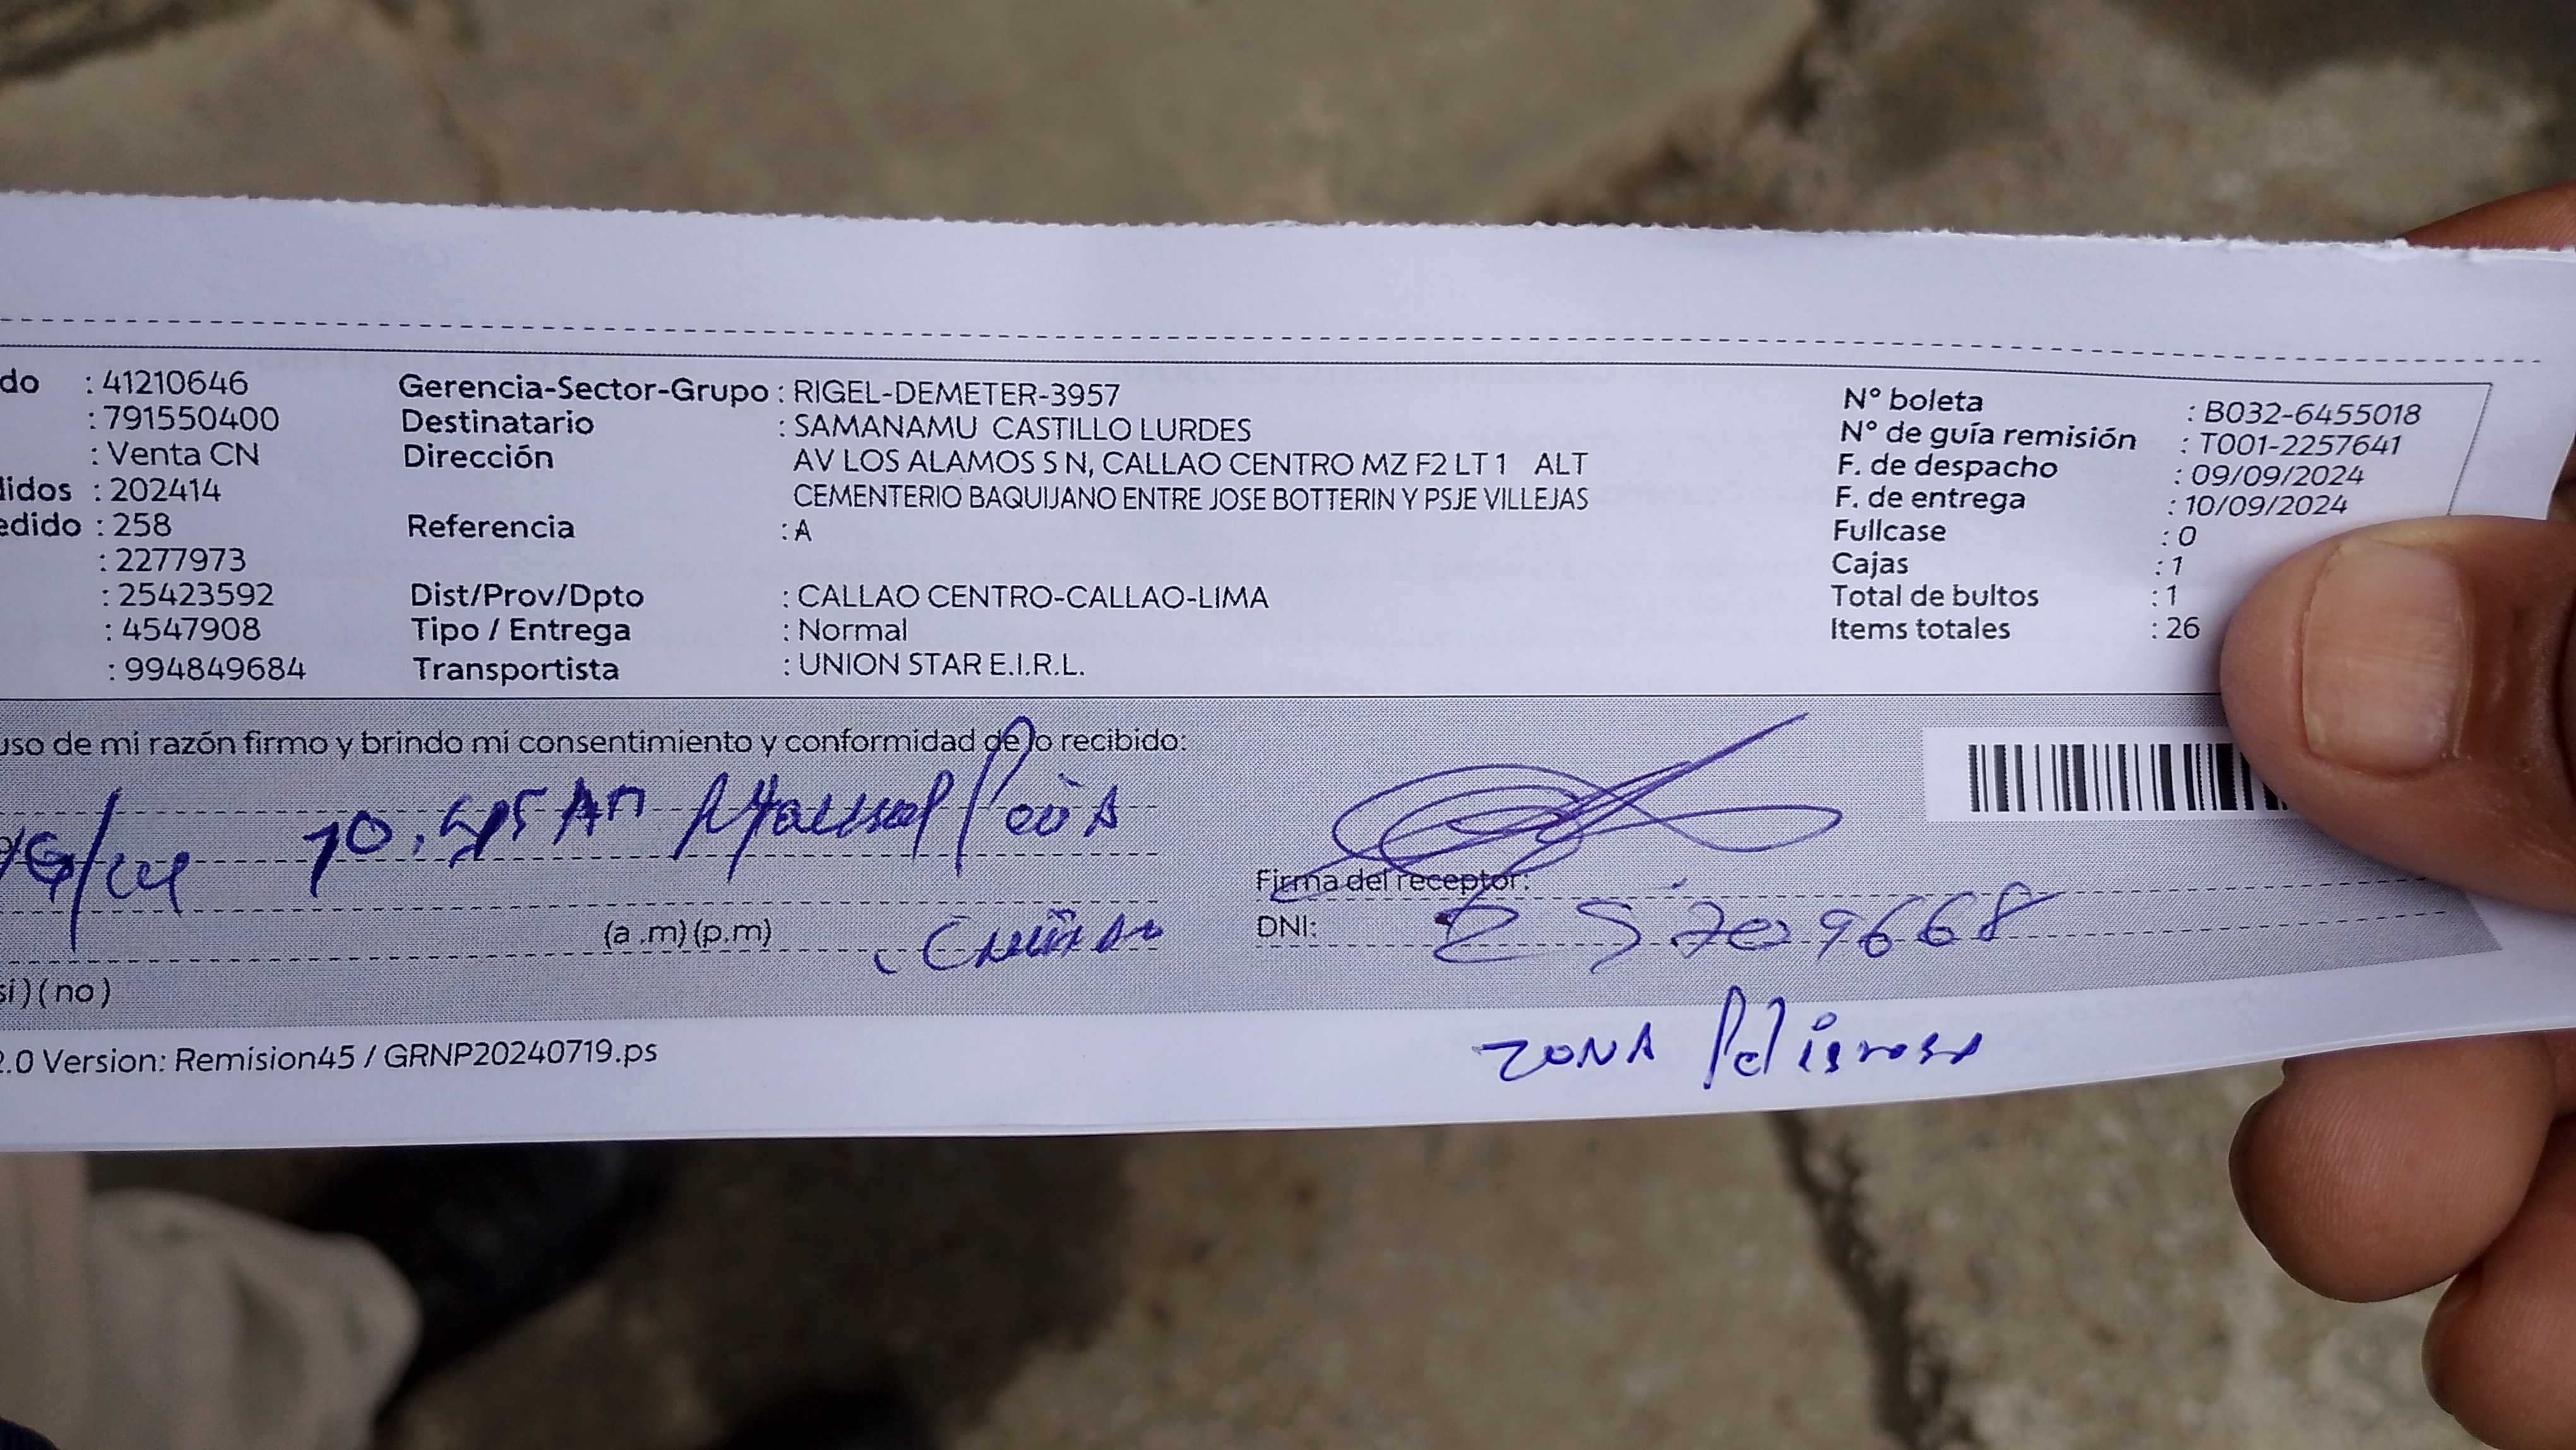 do : 41210646
: 791550400
: Venta CN
lidos : 202414
edido : 258
: 2277973
: 25423592
: 4547908
: 994849684
Gerencia-Sector-Grupo : RIGEL-DEMETER-3957
Destinatario : SAMANAMU CASTILLO LURDES
Dirección AV LOS ALAMOS S N, CALLAO CENTRO MZ F2 LT 1 ALT
CEMENTERIO BAQUIJANO ENTRE JOSE BOTTERIN Y PSJE VILLEJAS
Referencia : A
Dist/Prov/Dpto : CALLAO CENTRO-CALLAO-LIMA
Tipo / Entrega : Normal
Transportista : UNION STAR E.I.R.L.
N° boleta : B032-6455018
N° de guía remisión : T001-2257641
F. de despacho : 09/09/2024
F. de entrega : 10/09/2024
Fullcase : 0
Cajas : 1
Total de bultos : 1
Items totales : 26
uso de mi razón firmo y brindo mi consentimiento y conformidad de lo recibido:
AM
Firma del receptor:
(a .m) (p.m)
DNI: 25709668
sí ) ( no )
ZONA Peligrosa
2.0 Version: Remision45 / GRNP20240719.ps